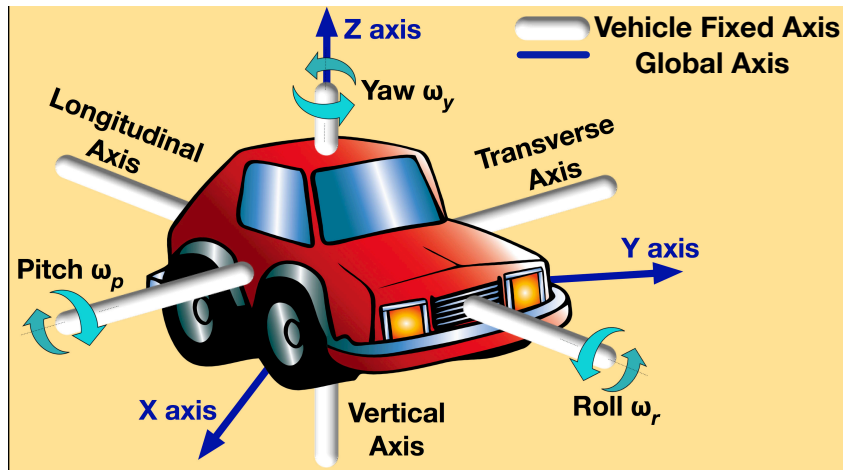 Z axis
Vehicle Fixed Axis
Global Axis
Yaw ωy
Longitudinal
Axis
Transverse
Axis
Y axis
Pitch ωp
X axis
Vertical
Axis
Roll ωr